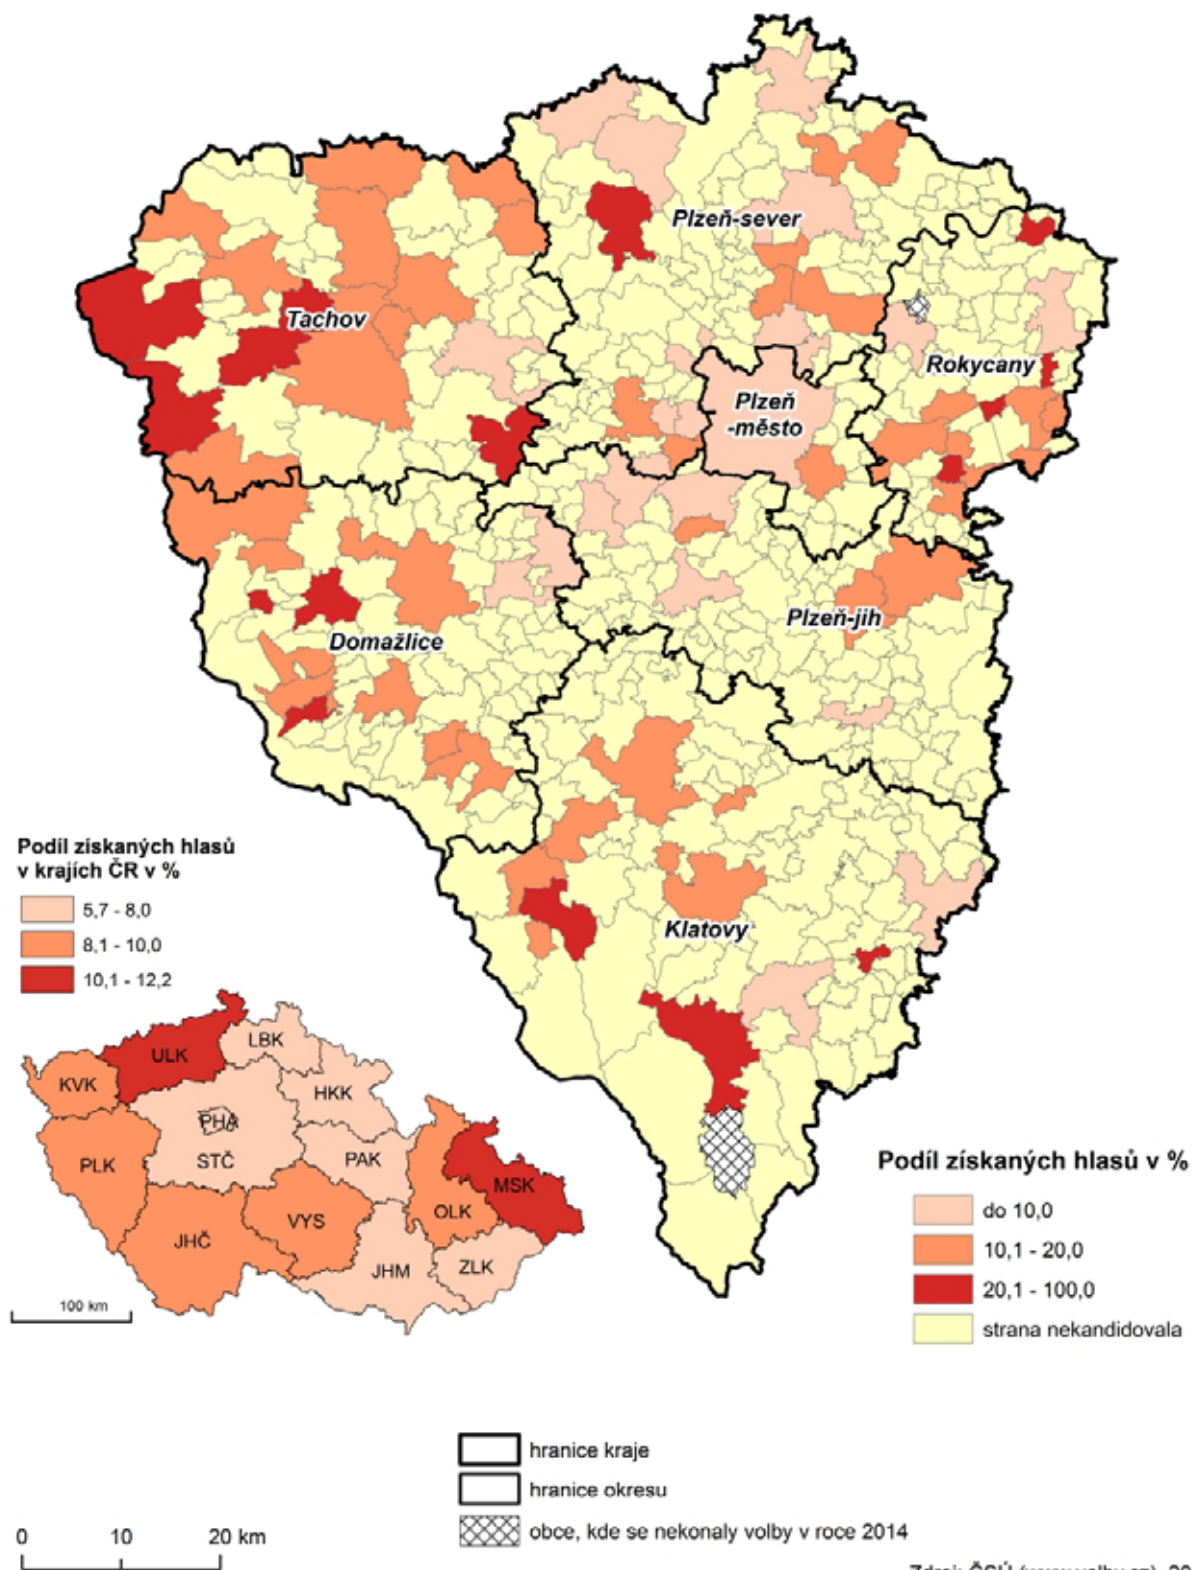 Plzeň-sever
Tachov
Rokycany
Plzeň
-město
Plzeň-jih
Domažlice
Klatovy
Podíl získaných hlasů
v krajích ČR v %
5,7 - 8,0
8,1 - 10,0
10,1 - 12,2
ULK
LBK
KVK
HKK
PHA
PLK
STČ
PAK
MSK
VYS
OLK
JHČ
JHM
ZLK
100 km
Podíl získaných hlasů v %
do 10,0
10,1 - 20,0
20,1 - 100,0
strana nekandidovala
hranice kraje
hranice okresu
obce, kde se nekonaly volby v roce 2014
0 10 20 km